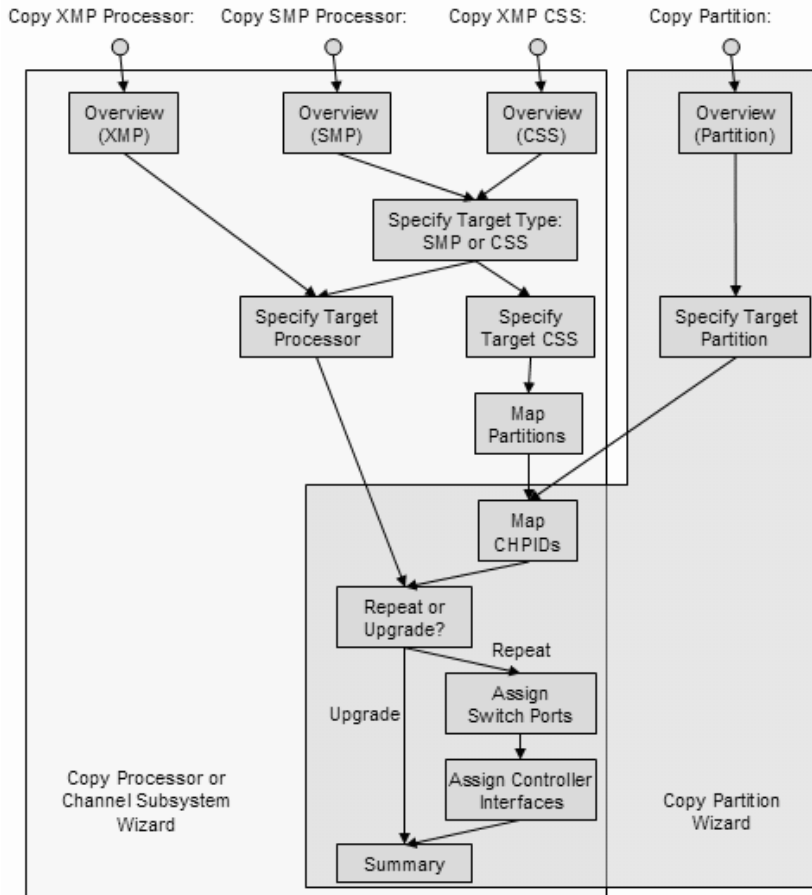 Copy XMP Processor:
Copy SMP Processor:
Copy XMP CSS:
Copy Partition:
Overview
(XMP)
Overview
(SMP)
Overview
(CSS)
Overview
(Partition)
Specify Target Type:
SMP or CSS
Specify Target
Processor
Specify
Target CSS
Specify Target
Partition
Map
Partitions
Map
CHPIDs
Repeat or
Upgrade?
Repeat
Assign
Switch Ports
Upgrade
Assign Controller
Interfaces
Copy Processor or
Channel Subsystem
Wizard
Copy Partition
Wizard
Summary